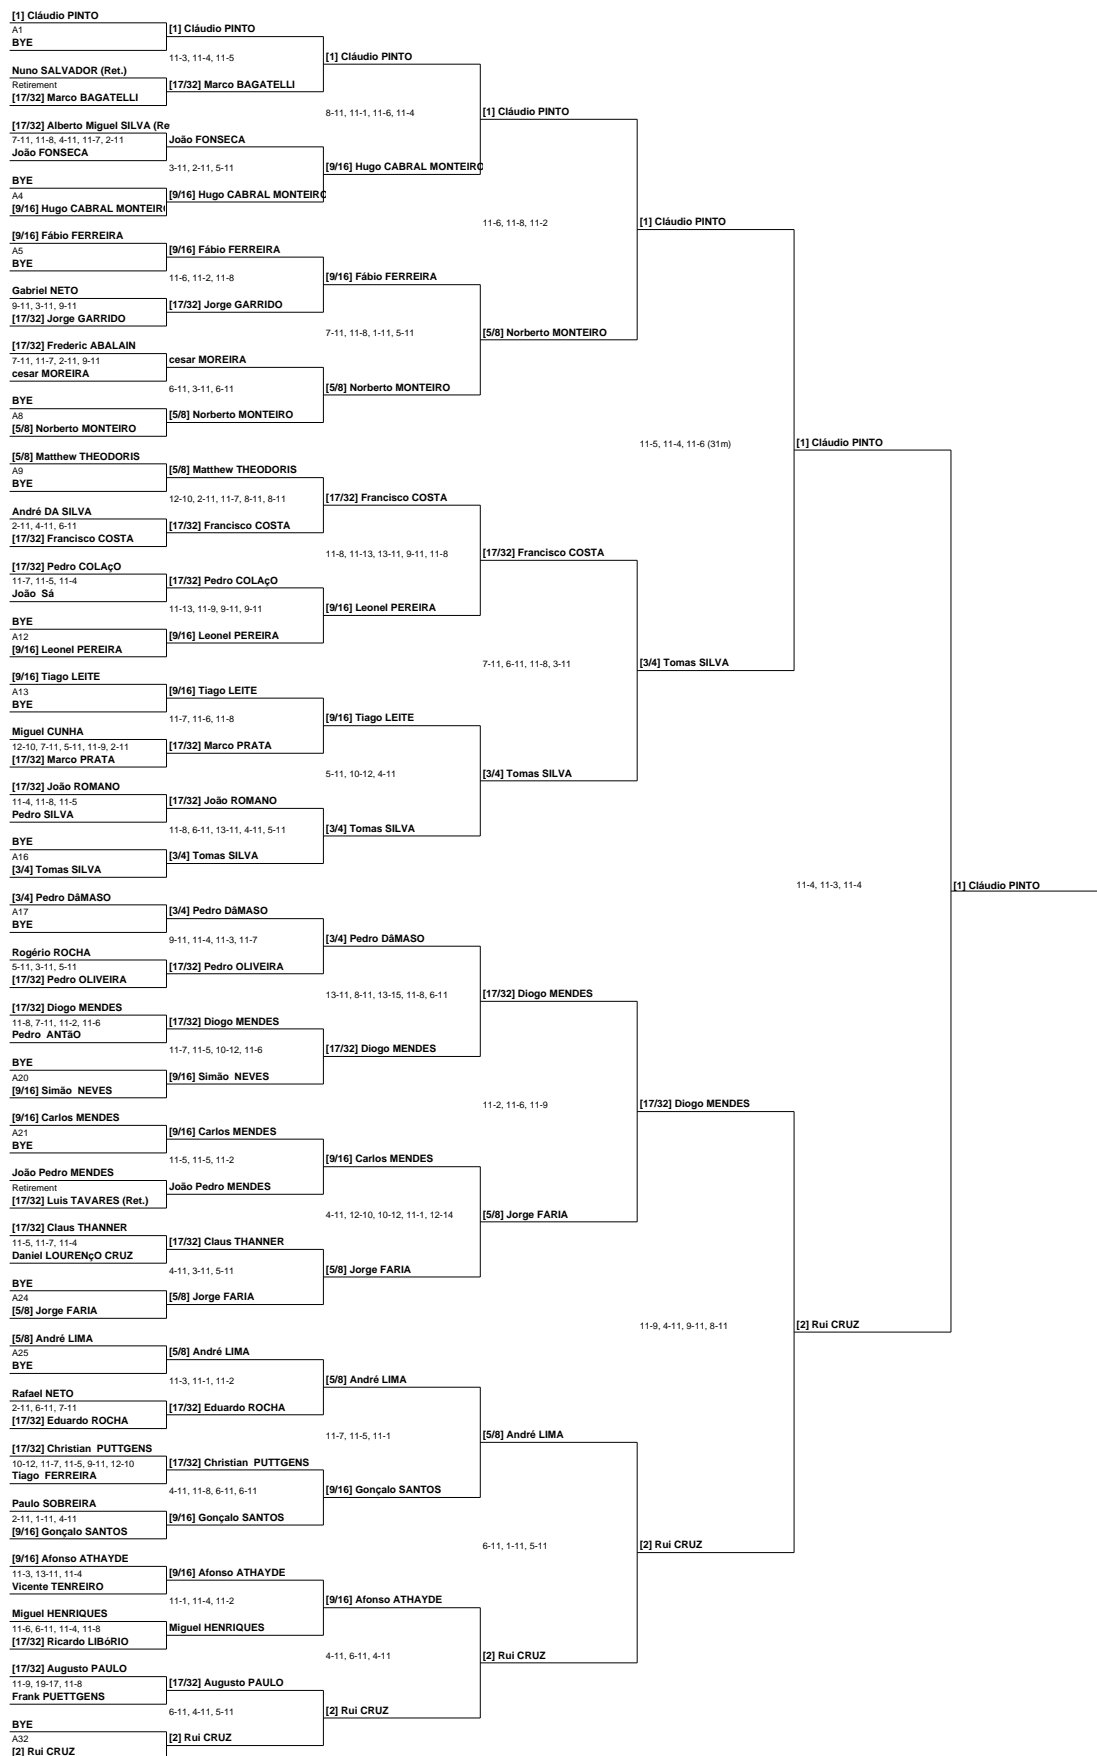 [1] Cláudio PINTO
A1
BYE
Nuno SALVADOR (Ret.)
Retirement
[17/32] Marco BAGATELLI
[17/32] Alberto Miguel SILVA (Re
7-11, 11-8, 4-11, 11-7, 2-11
João FONSECA
BYE
A4
[9/16] Hugo CABRAL MONTEIR
[9/16] Fábio FERREIRA
A5
BYE
Gabriel NETO
9-11, 3-11, 9-11
[17/32] Jorge GARRIDO
[17/32] Frederic ABALAIN
7-11, 11-7, 2-11, 9-11
cesar MOREIRA
BYE
A8
[5/8] Norberto MONTEIRO
[5/8] Matthew THEODORIS
A9
BYE
André DA SILVA
2-11, 4-11, 6-11
[17/32] Francisco COSTA
[17/32] Pedro COLAçO
11-7, 11-5, 11-4
João  Sá
BYE
A12
[9/16] Leonel PEREIRA
[9/16] Tiago LEITE
A13
BYE
Miguel CUNHA
12-10, 7-11, 5-11, 11-9, 2-11
[17/32] Marco PRATA
[17/32] João ROMANO
11-4, 11-8, 11-5
Pedro SILVA
BYE
A16
[3/4] Tomas SILVA
[3/4] Pedro DâMASO
A17
BYE
Rogério ROCHA
5-11, 3-11, 5-11
[17/32] Pedro OLIVEIRA
[17/32] Diogo MENDES
11-8, 7-11, 11-2, 11-6
Pedro  ANTãO
BYE
A20
[9/16] Simão  NEVES
[9/16] Carlos MENDES
A21
BYE
João Pedro MENDES
Retirement
[17/32] Luis TAVARES (Ret.)
[17/32] Claus THANNER
11-5, 11-7, 11-4
Daniel LOURENçO CRUZ
BYE
A24
[5/8] Jorge FARIA
[5/8] André LIMA
A25
BYE
Rafael NETO
2-11, 6-11, 7-11
[17/32] Eduardo ROCHA
[17/32] Christian  PUTTGENS
10-12, 11-7, 11-5, 9-11, 12-10
Tiago  FERREIRA
Paulo SOBREIRA
2-11, 1-11, 4-11
[9/16] Gonçalo SANTOS
[9/16] Afonso ATHAYDE
11-3, 13-11, 11-4
Vicente TENREIRO
Miguel HENRIQUES
11-6, 6-11, 11-4, 11-8
[17/32] Ricardo LIBóRIO
[17/32] Augusto PAULO
11-9, 19-17, 11-8
Frank PUETTGENS
BYE
A32
[2] Rui CRUZ
[1] Cláudio PINTO
11-3, 11-4, 11-5
[17/32] Marco BAGATELLI
João FONSECA
3-11, 2-11, 5-11
[9/16] Hugo CABRAL MONTEIRO
[9/16] Fábio FERREIRA
11-6, 11-2, 11-8
[17/32] Jorge GARRIDO
cesar MOREIRA
6-11, 3-11, 6-11
[5/8] Norberto MONTEIRO
[5/8] Matthew THEODORIS
12-10, 2-11, 11-7, 8-11, 8-11
[17/32] Francisco COSTA
[17/32] Pedro COLAçO
11-13, 11-9, 9-11, 9-11
[9/16] Leonel PEREIRA
[9/16] Tiago LEITE
11-7, 11-6, 11-8
[17/32] Marco PRATA
[17/32] João ROMANO
11-8, 6-11, 13-11, 4-11, 5-11
[3/4] Tomas SILVA
[3/4] Pedro DâMASO
9-11, 11-4, 11-3, 11-7
[17/32] Pedro OLIVEIRA
[17/32] Diogo MENDES
11-7, 11-5, 10-12, 11-6
[9/16] Simão  NEVES
[9/16] Carlos MENDES
11-5, 11-5, 11-2
João Pedro MENDES
[17/32] Claus THANNER
4-11, 3-11, 5-11
[5/8] Jorge FARIA
[5/8] André LIMA
11-3, 11-1, 11-2
[17/32] Eduardo ROCHA
[17/32] Christian  PUTTGENS
4-11, 11-8, 6-11, 6-11
[9/16] Gonçalo SANTOS
[9/16] Afonso ATHAYDE
11-1, 11-4, 11-2
Miguel HENRIQUES
[17/32] Augusto PAULO
6-11, 4-11, 5-11
[2] Rui CRUZ
[1] Cláudio PINTO
8-11, 11-1, 11-6, 11-4
[9/16] Hugo CABRAL MONTEIRO
[9/16] Fábio FERREIRA
7-11, 11-8, 1-11, 5-11
[5/8] Norberto MONTEIRO
[17/32] Francisco COSTA
11-8, 11-13, 13-11, 9-11, 11-8
[9/16] Leonel PEREIRA
[9/16] Tiago LEITE
5-11, 10-12, 4-11
[3/4] Tomas SILVA
[3/4] Pedro DâMASO
13-11, 8-11, 13-15, 11-8, 6-11
[17/32] Diogo MENDES
[9/16] Carlos MENDES
4-11, 12-10, 10-12, 11-1, 12-14
[5/8] Jorge FARIA
[5/8] André LIMA
11-7, 11-5, 11-1
[9/16] Gonçalo SANTOS
[9/16] Afonso ATHAYDE
4-11, 6-11, 4-11
[2] Rui CRUZ
[1] Cláudio PINTO
11-6, 11-8, 11-2
[5/8] Norberto MONTEIRO
[17/32] Francisco COSTA
7-11, 6-11, 11-8, 3-11
[3/4] Tomas SILVA
[17/32] Diogo MENDES
11-2, 11-6, 11-9
[5/8] Jorge FARIA
[5/8] André LIMA
6-11, 1-11, 5-11
[2] Rui CRUZ
[1] Cláudio PINTO
11-5, 11-4, 11-6 (31m)
[3/4] Tomas SILVA
[17/32] Diogo MENDES
11-9, 4-11, 9-11, 8-11
[2] Rui CRUZ
[1] Cláudio PINTO
11-4, 11-3, 11-4
[2] Rui CRUZ
[1] Cláudio PINTO